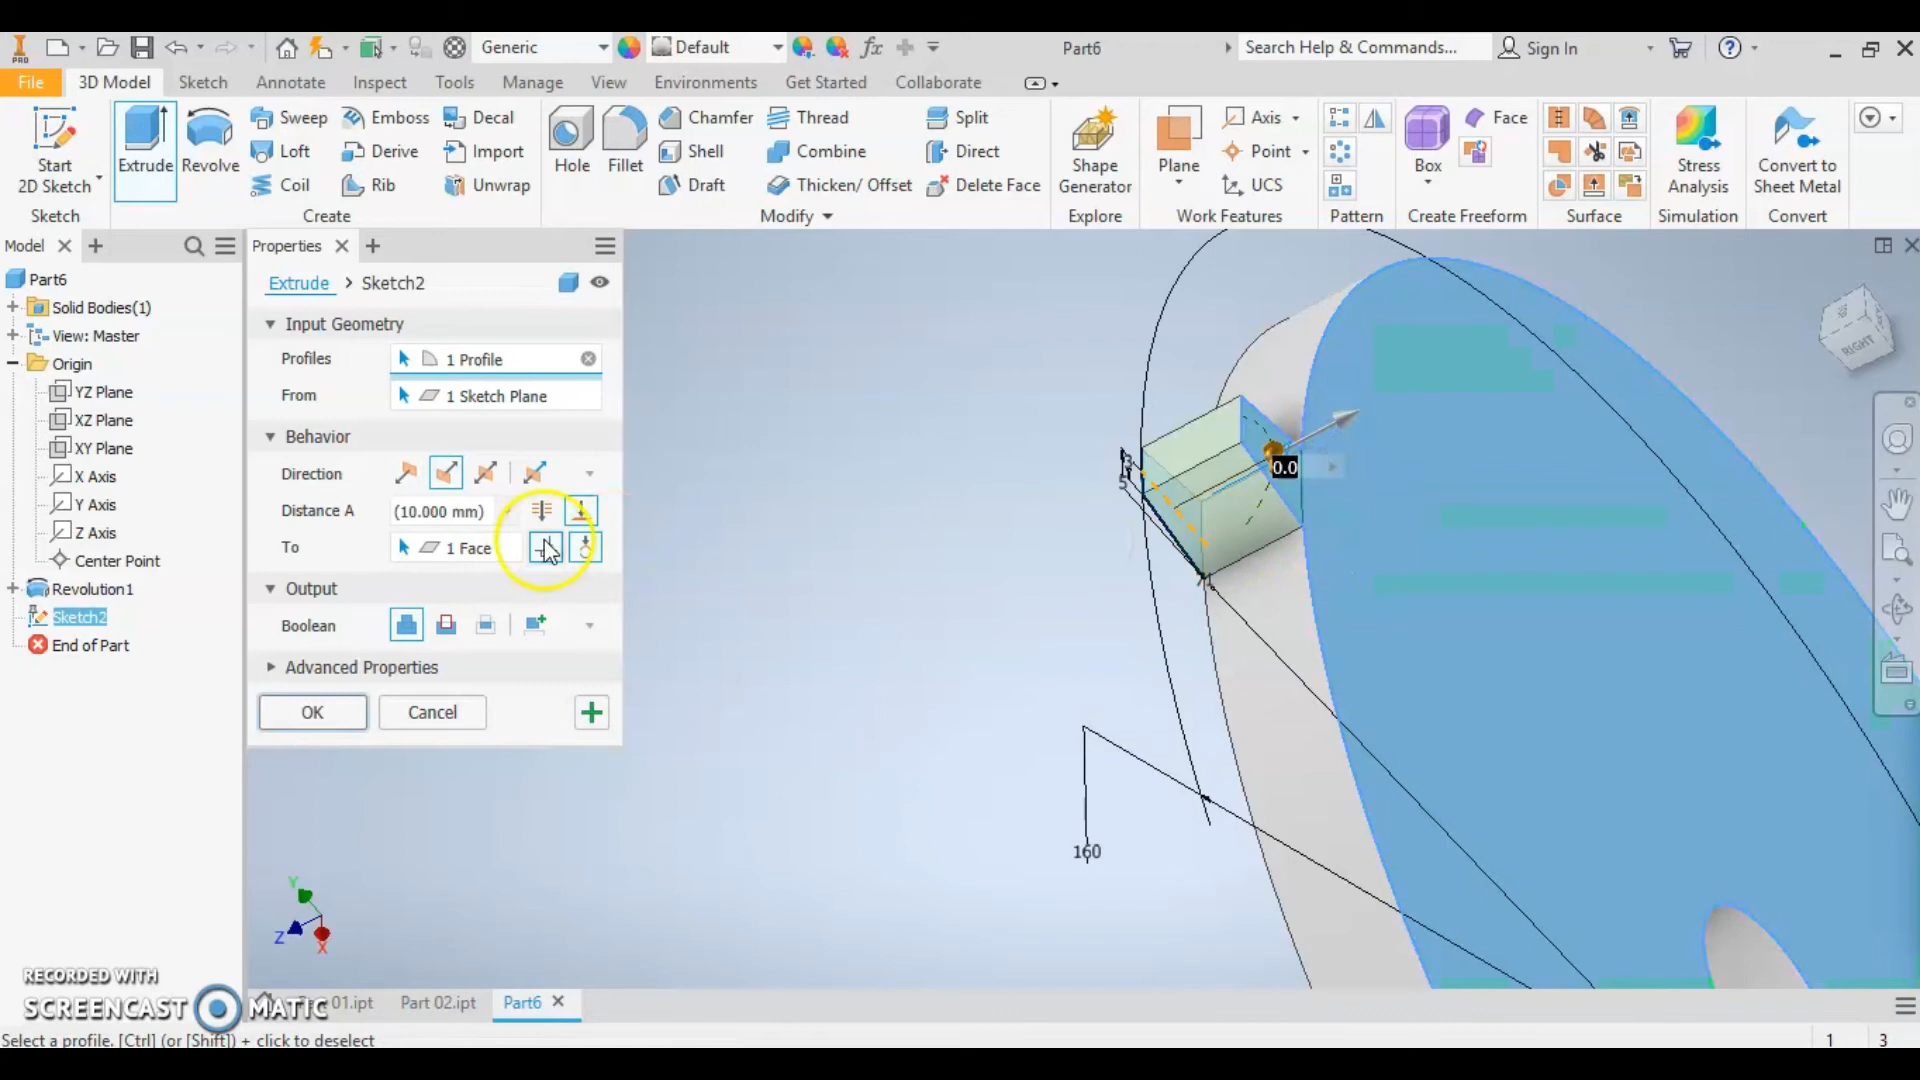 PRO
Generic
Default
fx
Part6
Search Help & Commands...
Sign In
File
3D Model
Sketch
Annotate
Inspect
Tools
Manage
View
Environments
Get Started
Collaborate
Start
2D Sketch
Extrude
Revolve
Sweep
Loft
Coil
Emboss
Derive
Rib
Decal
Import
Unwrap
Hole
Fillet
Chamfer
Shell
Draft
Thread
Combine
Thicken/ Offset
Split
Direct
Delete Face
Shape
Generator
Plane
Axis
Point
UCS
Box
Face
Stress
Analysis
Convert to
Sheet Metal
Sketch
Create
Modify
Explore
Work Features
Pattern
Create Freeform
Surface
Simulation
Convert
Model
Part6
Solid Bodies(1)
View: Master
Origin
YZ Plane
XZ Plane
XY Plane
X Axis
Y Axis
Z Axis
Center Point
Revolution1
Sketch2
End of Part
Properties
Extrude > Sketch2
Input Geometry
Profiles
1 Profile
From
1 Sketch Plane
Behavior
Direction
Distance A
(10.000 mm)
To
1 Face
Output
Boolean
Advanced Properties
OK
Cancel
0.0
RIGHT
5
160
Y
Z
X
RECORDED WITH
SCREENCAST MATIC
01.ipt
Part 02.ipt
Part6
Select a profile. [Ctrl] (or [Shift]) + click to deselect
1
3